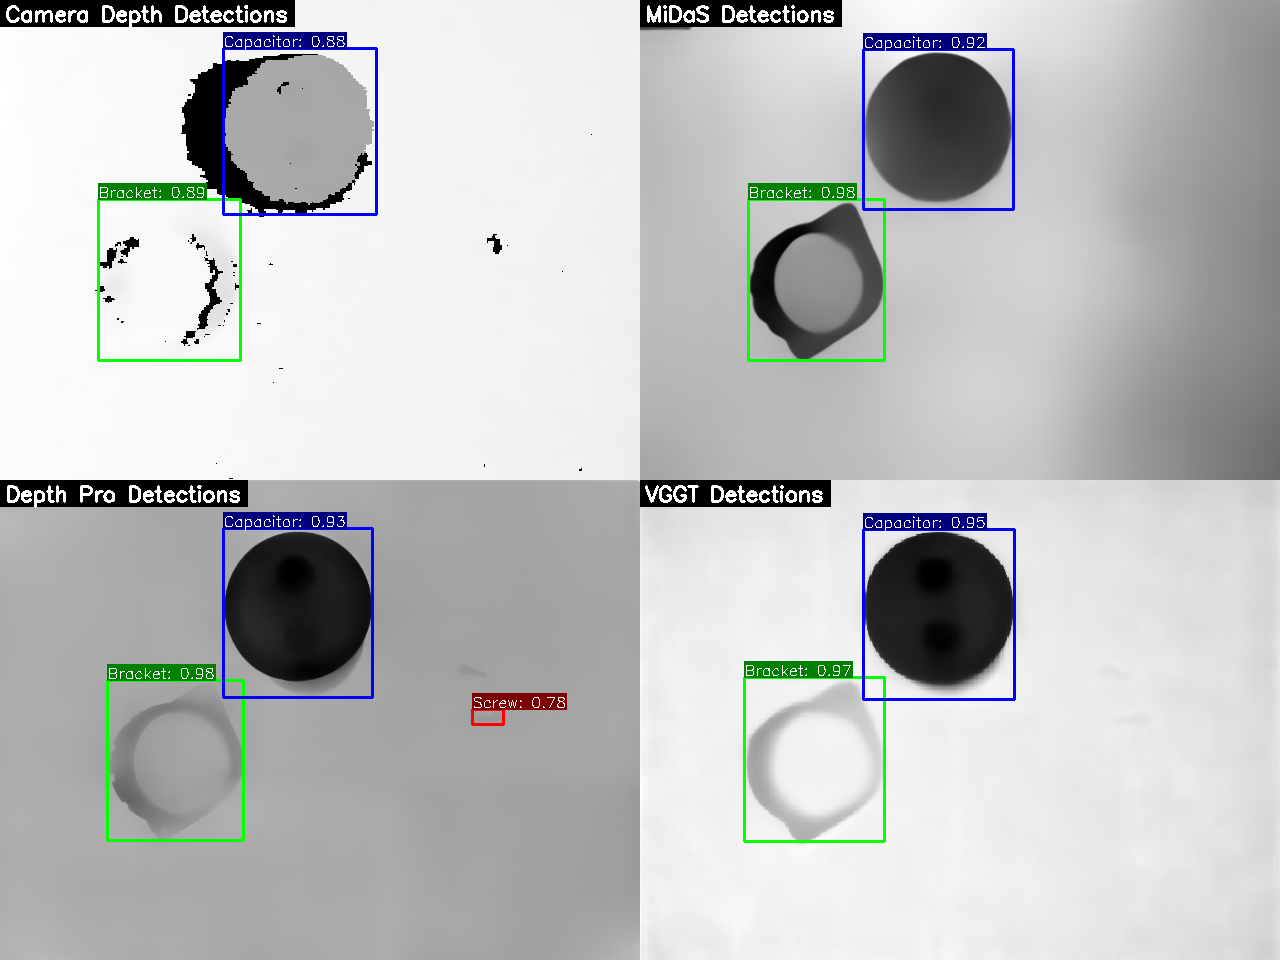 Camera Depth Detections
Capacitor: 0.88
Bracket: 0.89
MiDaS Detections
Capacitor: 0.92
Bracket: 0.98
Depth Pro Detections
Capacitor: 0.93
Bracket: 0.98
Screw: 0.78
VGGT Detections
Capacitor: 0.95
Bracket: 0.97